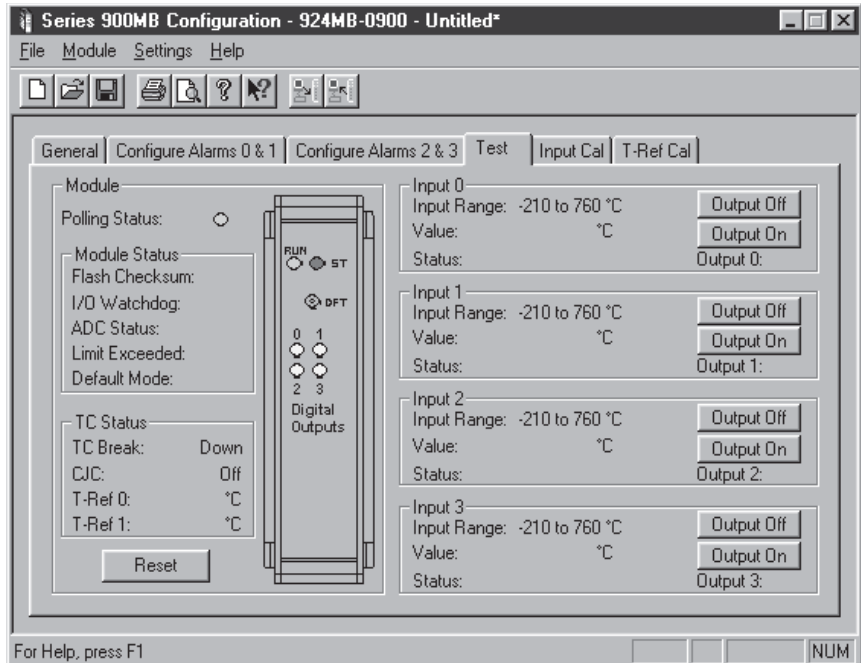 Series 900MB Configuration - 924MB-0900 - Untitled*
File Module Settings Help
General Configure Alarms 0 & 1 Configure Alarms 2 & 3 Test Input Cal T-Ref Cal
Module
Polling Status:
Module Status
Flash Checksum:
I/O Watchdog:
ADC Status:
Limit Exceeded:
Default Mode:
TC Status
TC Break: Down
CJC: Off
T-Ref 0: °C
T-Ref 1: °C
Reset
RUN ST
DFT
0 1
2 3
Digital
Outputs
Input 0
Input Range: -210 to 760 °C Output Off
Value: °C Output On
Status: Output 0:
Input 1
Input Range: -210 to 760 °C Output Off
Value: °C Output On
Status: Output 1:
Input 2
Input Range: -210 to 760 °C Output Off
Value: °C Output On
Status: Output 2:
Input 3
Input Range: -210 to 760 °C Output Off
Value: °C Output On
Status: Output 3:
For Help, press F1 NUM